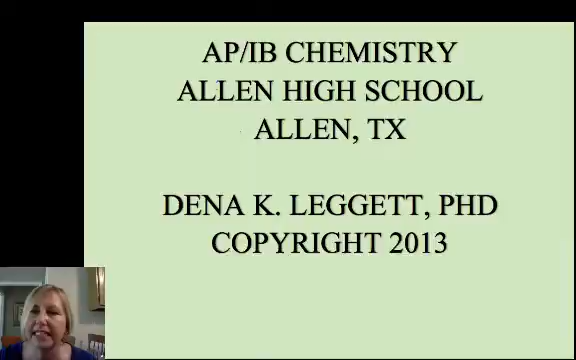 AP/IB CHEMISTRY
ALLEN HIGH SCHOOL
ALLEN, TX
DENA K. LEGGETT, PHD
COPYRIGHT 2013